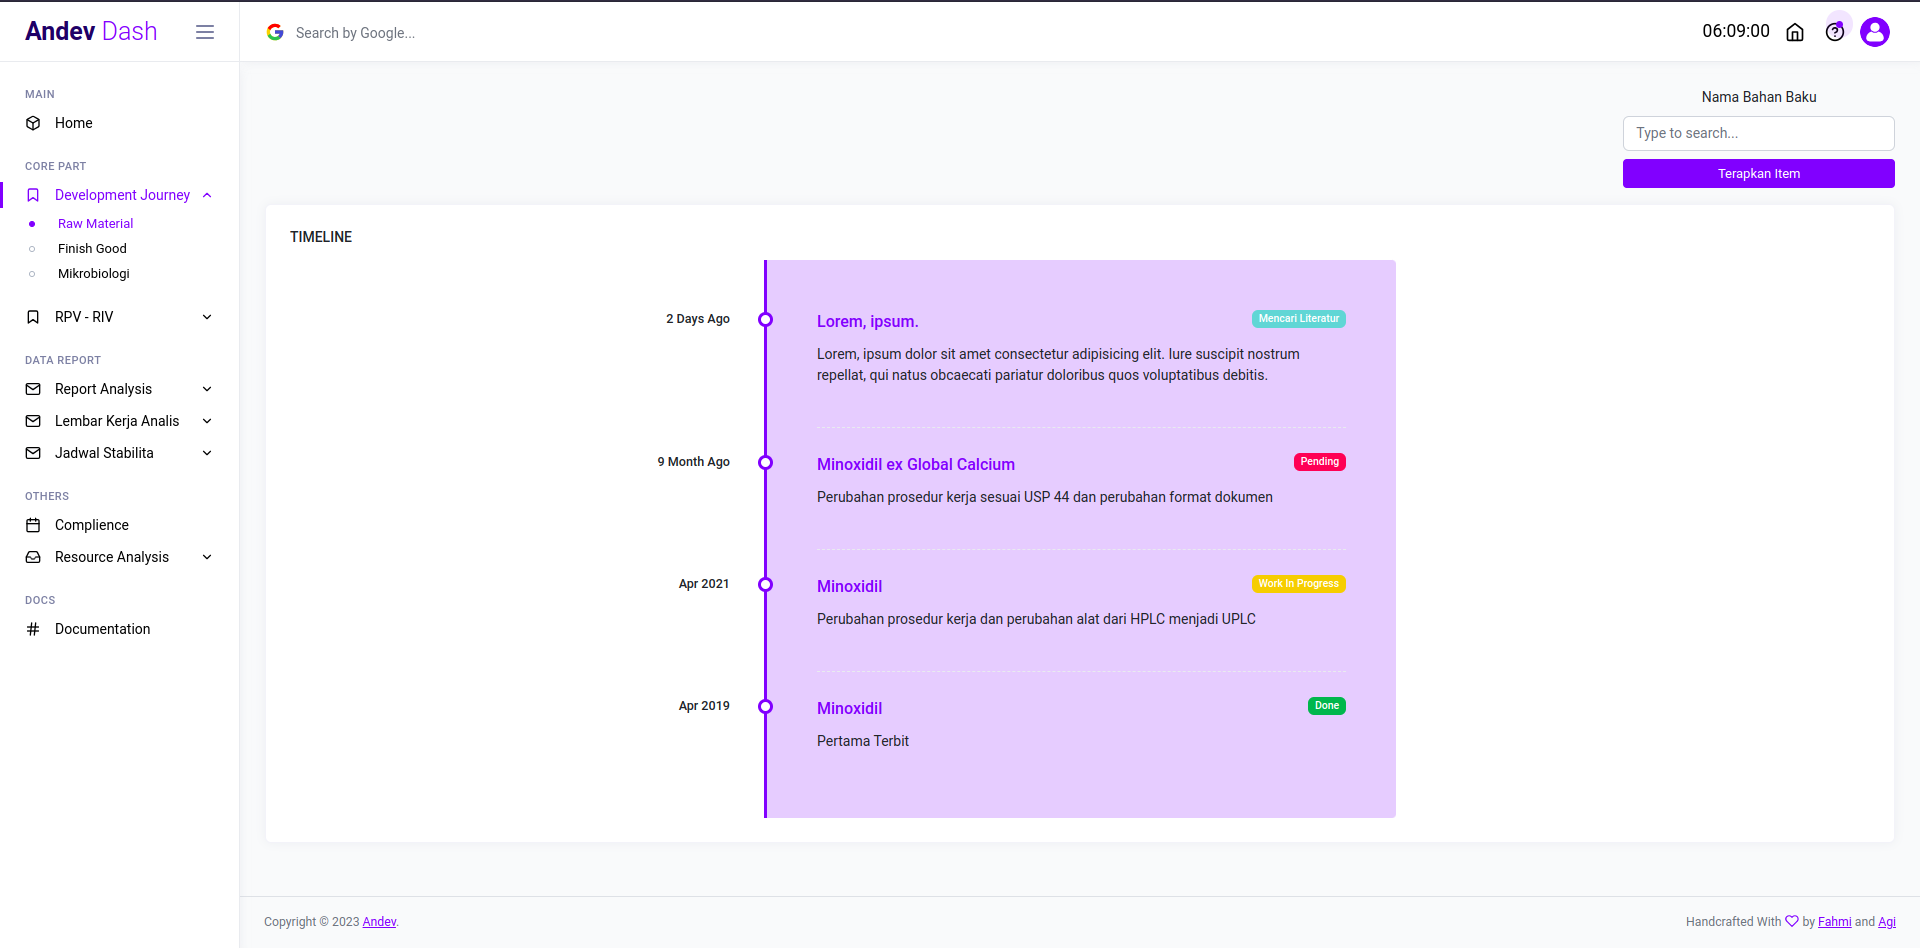 Andev Dash
Search by Google...
06:09:00
MAIN
Home
CORE PART
Development Journey
Raw Material
Finish Good
Mikrobiologi
RPV - RIV
DATA REPORT
Report Analysis
Lembar Kerja Analis
Jadwal Stabilita
OTHERS
Complience
Resource Analysis
DOCS
Documentation
Nama Bahan Baku
Type to search...
Terapkan Item
TIMELINE
2 Days Ago
Lorem, ipsum.
Mencari Literatur
Lorem, ipsum dolor sit amet consectetur adipisicing elit. Iure suscipit nostrum
repellat, qui natus obcaecati pariatur doloribus quos voluptatibus debitis.
9 Month Ago
Minoxidil ex Global Calcium
Pending
Perubahan prosedur kerja sesuai USP 44 dan perubahan format dokumen
Apr 2021
Minoxidil
Work In Progress
Perubahan prosedur kerja dan perubahan alat dari HPLC menjadi UPLC
Apr 2019
Minoxidil
Done
Pertama Terbit
Copyright © 2023 Andev.
Handcrafted With by Fahmi and Agi